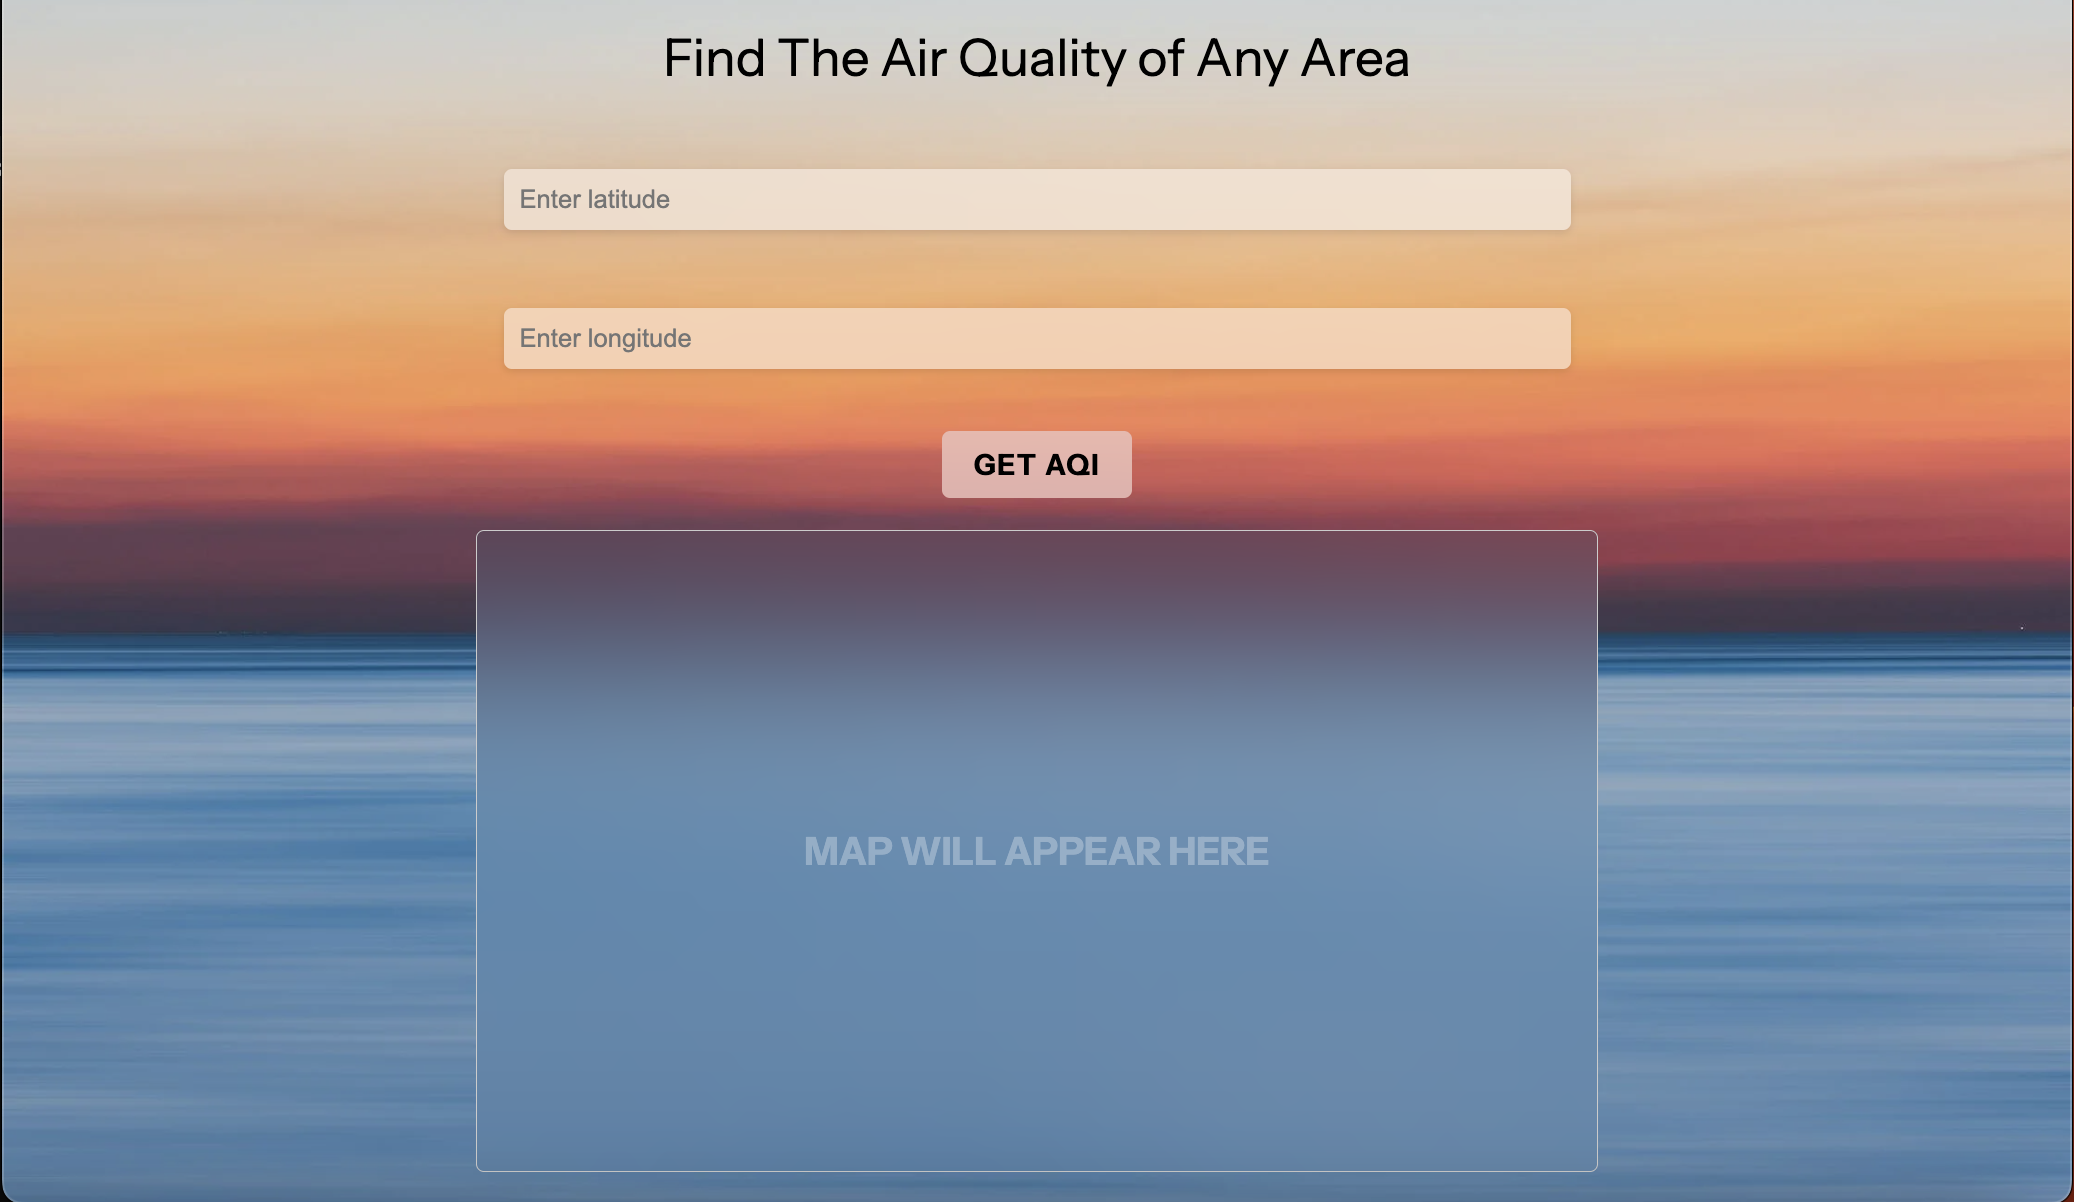 Find The Air Quality of Any Area
Enter latitude
Enter longitude
GET AQI
MAP WILL APPEAR HERE